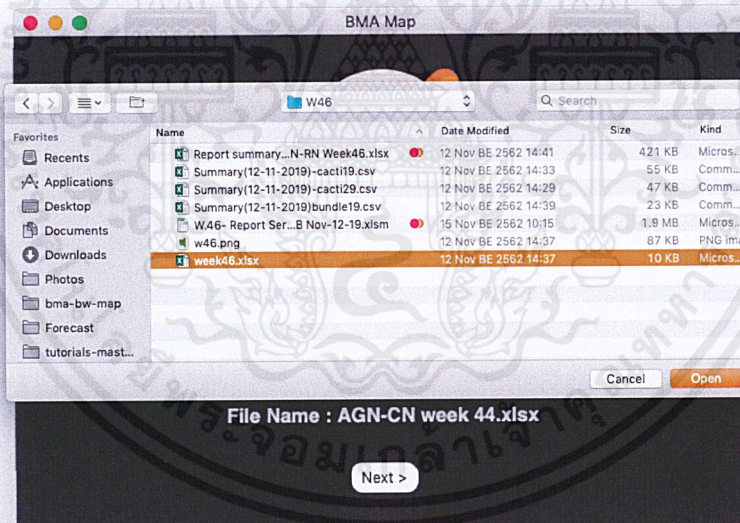 BMA Map
W46
Search
Favorites
Name Date Modified Size Kind
Recents
Applications
Desktop
Documents
Downloads
Photos
bma-bw-map
Forecast
tutorials-mast...
Report summary...N-RN Week46.xlsx 12 Nov BE 2562 14:41 421 KB Micros...
Summary(12-11-2019)-cacti19.csv 12 Nov BE 2562 14:33 55 KB Comm...
Summary(12-11-2019)-cacti29.csv 12 Nov BE 2562 14:29 47 KB Comm...
Summary(12-11-2019)bundle19.csv 12 Nov BE 2562 14:39 23 KB Comm...
W.46- Report Ser...B Nov-12-19.xlsm 15 Nov BE 2562 10:15 1.9 MB Micros...
w46.png 12 Nov BE 2562 14:37 87 KB PNG ima
week46.xlsx 12 Nov BE 2562 14:37 10 KB Micros...
Cancel Open
File Name : AGN-CN week 44.xlsx
Next >